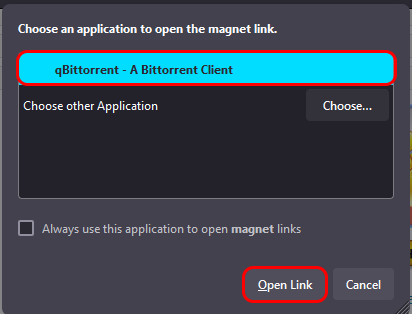 Choose an application to open the magnet link.
qBittorrent - A Bittorrent Client
Choose other Application Choose...
Always use this application to open magnet links
Open Link Cancel